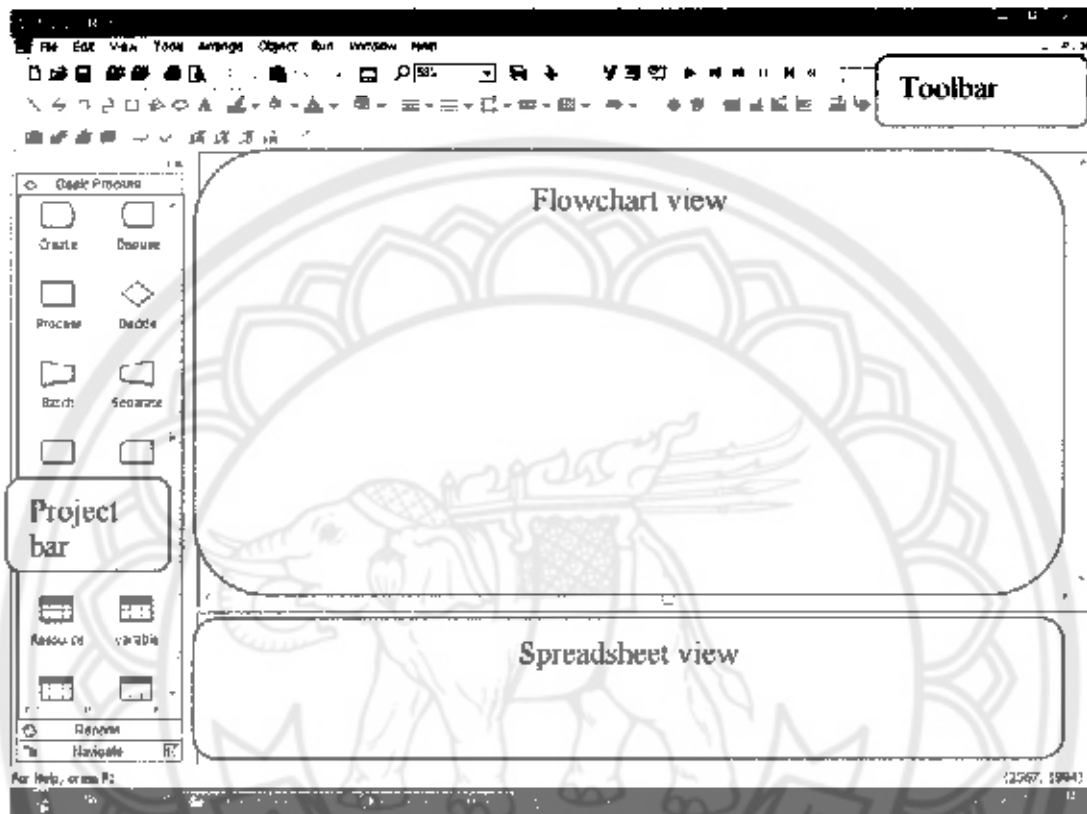 File Edit View Tools Arrange Object Run Window Help
Toolbar
Basic Process
Flowchart view
Create Dispose
Process Decide
Batch Separate
Project
bar
Resource Variable
Spreadsheet view
Reports
Navigate
For Help, press F1